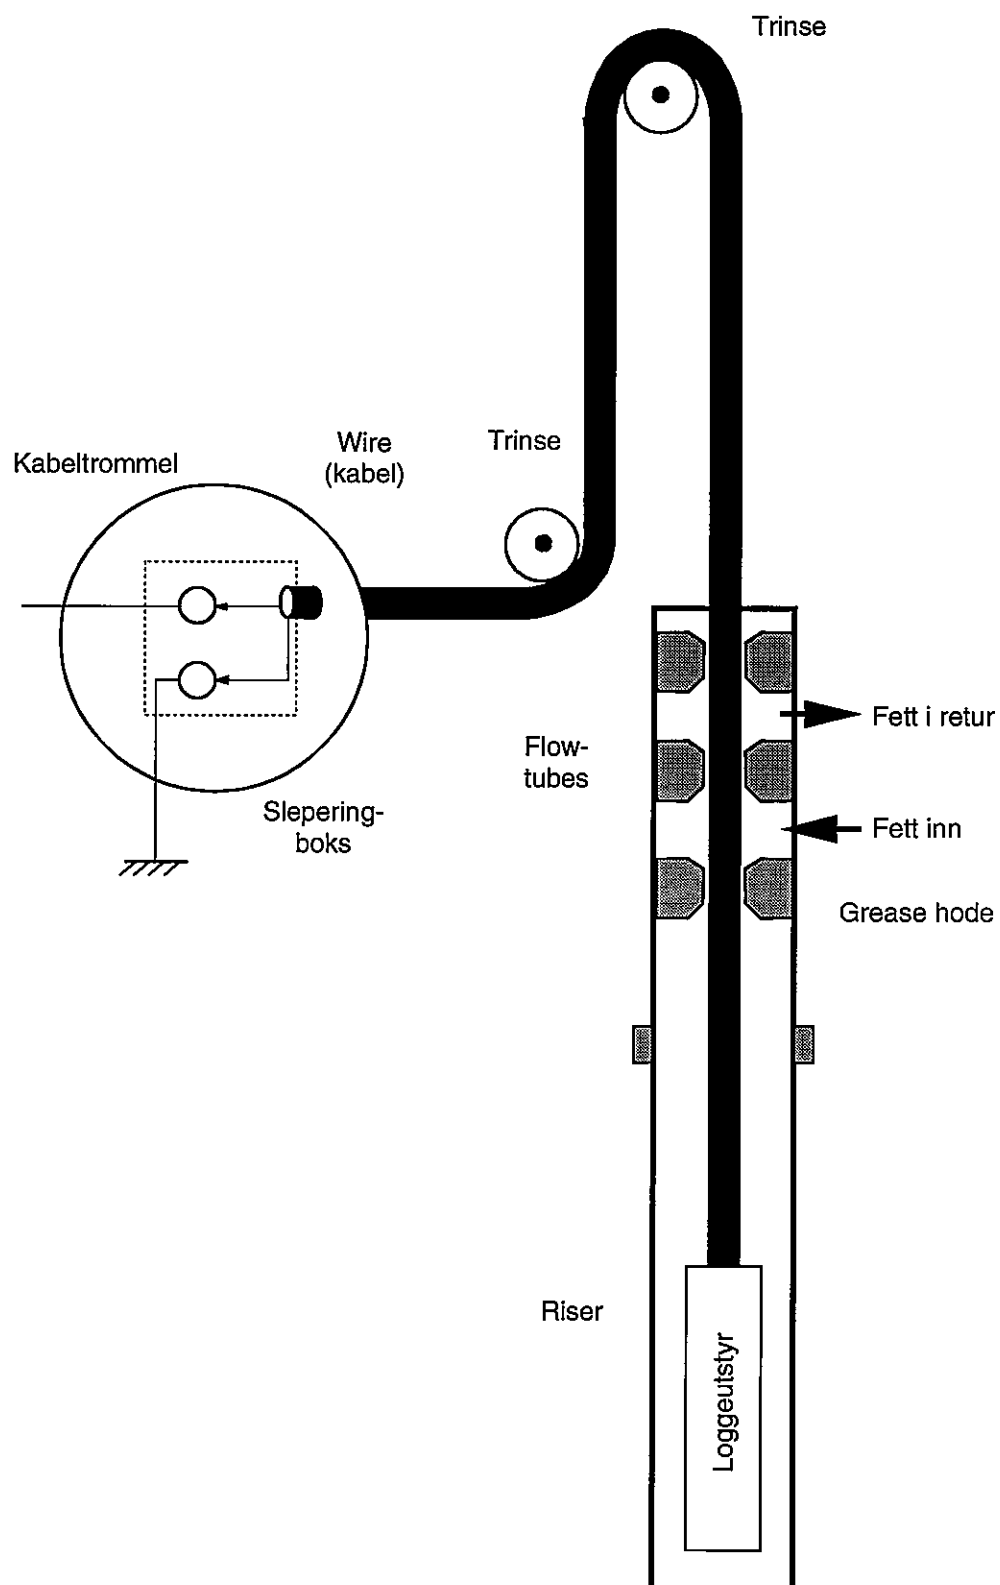 Trinse
Wire
(kabel)
Trinse
Kabeltrommel
Fett i retur
Flow-
tubes
Slepering-
boks
Fett inn
Grease hode
Riser
Loggeutstyr